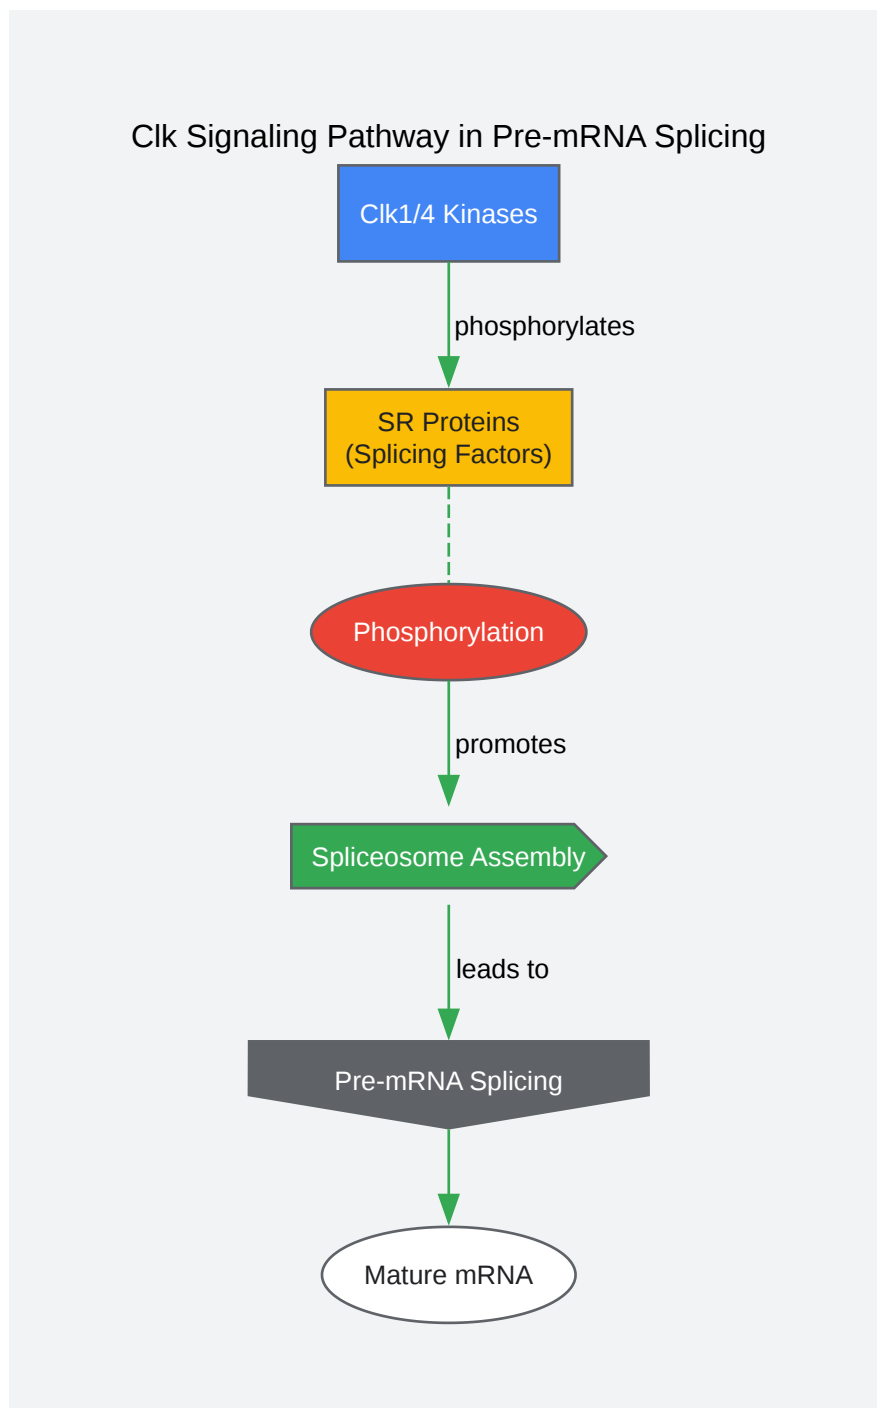 Clk Signaling Pathway in Pre-mRNA Splicing
Clk1/4 Kinases
phosphorylates
SR Proteins
(Splicing Factors)
Phosphorylation
promotes
Spliceosome Assembly
leads to
Pre-mRNA Splicing
Mature mRNA